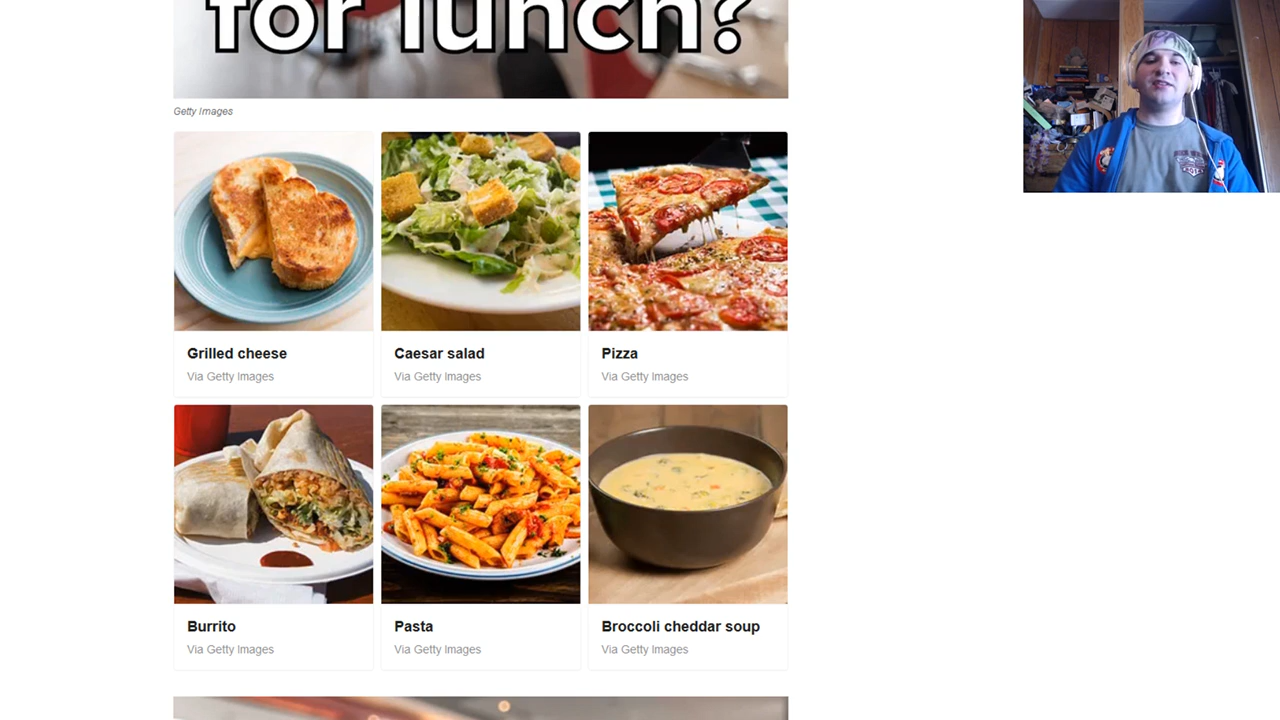 for lunch?
Getty Images
Grilled cheese
Via Getty Images
Caesar salad
Via Getty Images
Pizza
Via Getty Images
Burrito
Via Getty Images
Pasta
Via Getty Images
Broccoli cheddar soup
Via Getty Images